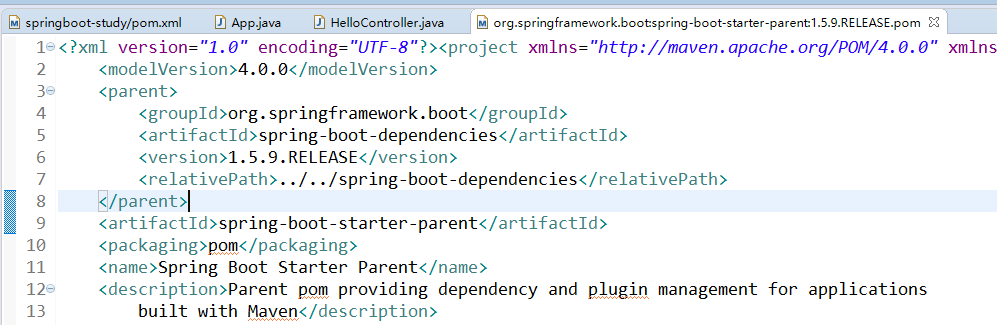 springboot-study/pom.xml App.java HelloController.java org.springframework.boot:spring-boot-starter-parent:1.5.9.RELEASE.pom
1 <?xml version="1.0" encoding="UTF-8"?><project xmlns="http://maven.apache.org/POM/4.0.0" xmlns
2 <modelVersion>4.0.0</modelVersion>
3 <parent>
4 <groupId>org.springframework.boot</groupId>
5 <artifactId>spring-boot-dependencies</artifactId>
6 <version>1.5.9.RELEASE</version>
7 <relativePath>../../spring-boot-dependencies</relativePath>
8 </parent>
9 <artifactId>spring-boot-starter-parent</artifactId>
10 <packaging>pom</packaging>
11 <name>Spring Boot Starter Parent</name>
12 <description>Parent pom providing dependency and plugin management for applications
13 built with Maven</description>